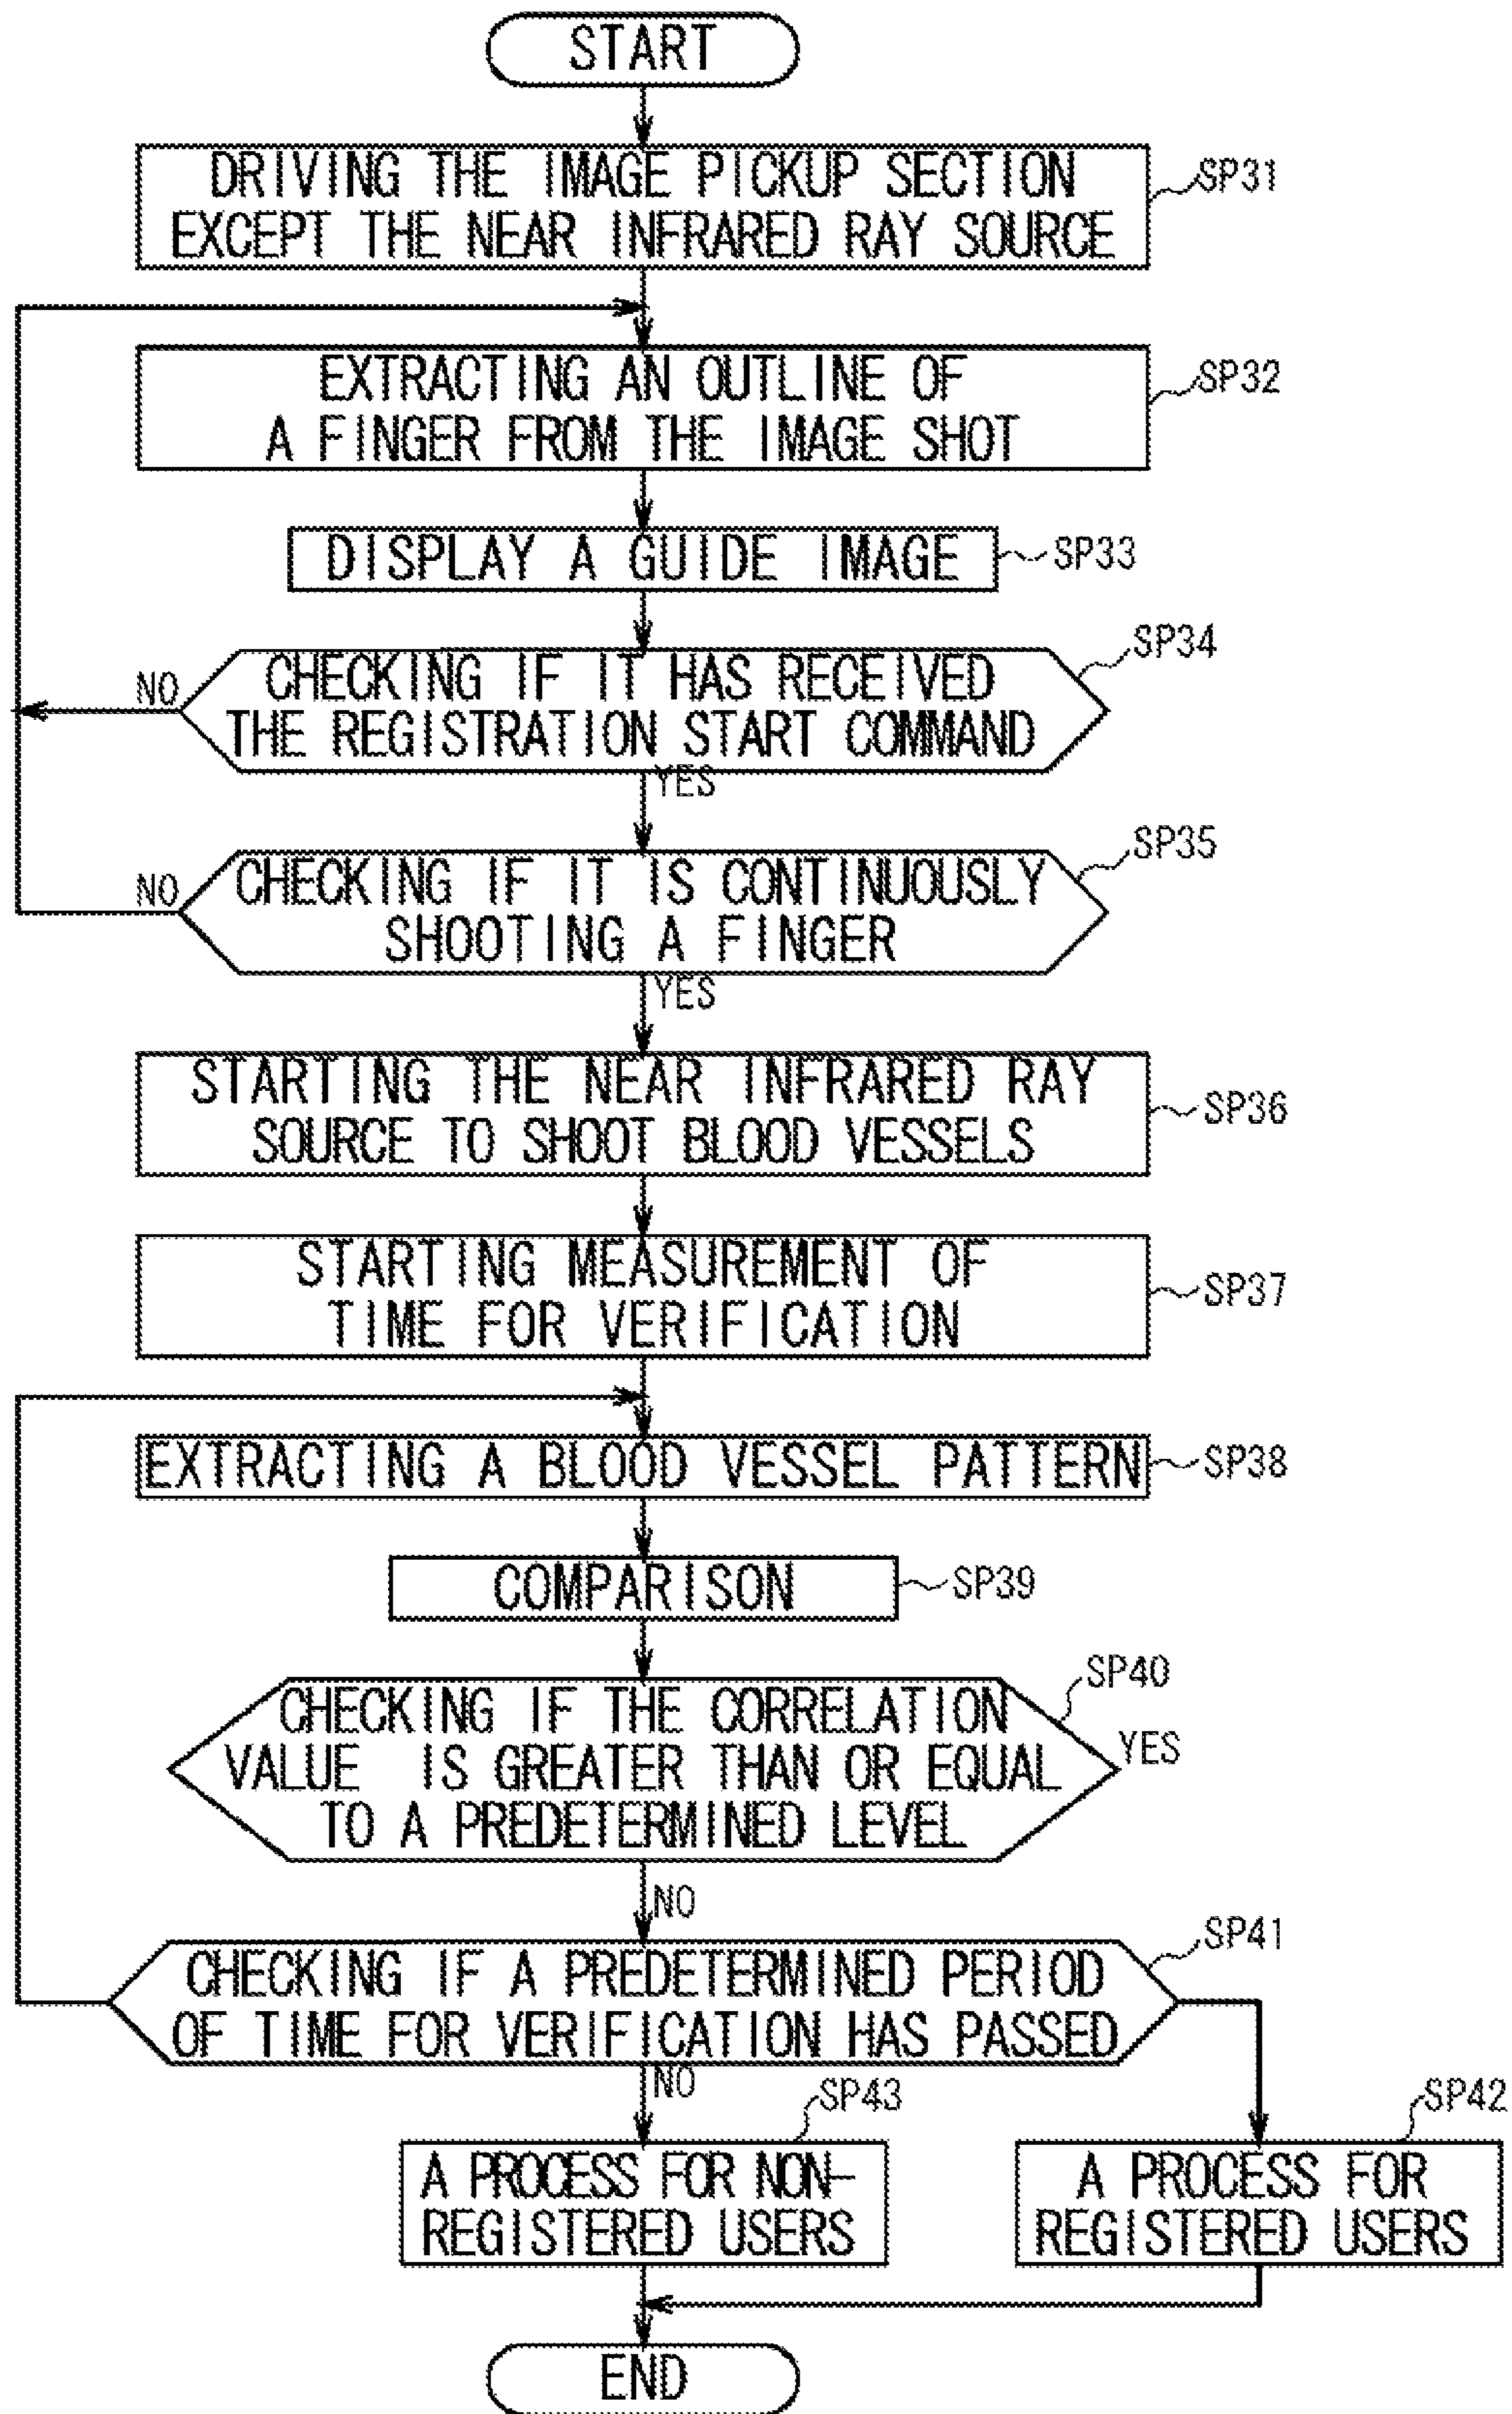 START
DRIVING THE IMAGE PICKUP SECTION
EXCEPT THE NEAR INFRARED RAY SOURCE
SP31
EXTRACTING AN OUTLINE OF
A FINGER FROM THE IMAGE SHOT
SP32
DISPLAY A GUIDE IMAGE
SP33
CHECKING IF IT HAS RECEIVED
THE REGISTRATION START COMMAND
SP34
NO
YES
CHECKING IF IT IS CONTINUOUSLY
SHOOTING A FINGER
SP35
NO
YES
STARTING THE NEAR INFRARED RAY
SOURCE TO SHOOT BLOOD VESSELS
SP36
STARTING MEASUREMENT OF
TIME FOR VERIFICATION
SP37
EXTRACTING A BLOOD VESSEL PATTERN
SP38
COMPARISON
SP39
CHECKING IF THE CORRELATION
VALUE IS GREATER THAN OR EQUAL
TO A PREDETERMINED LEVEL
SP40
YES
NO
CHECKING IF A PREDETERMINED PERIOD
OF TIME FOR VERIFICATION HAS PASSED
SP41
NO
SP43
A PROCESS FOR NON-
REGISTERED USERS
SP42
A PROCESS FOR
REGISTERED USERS
END